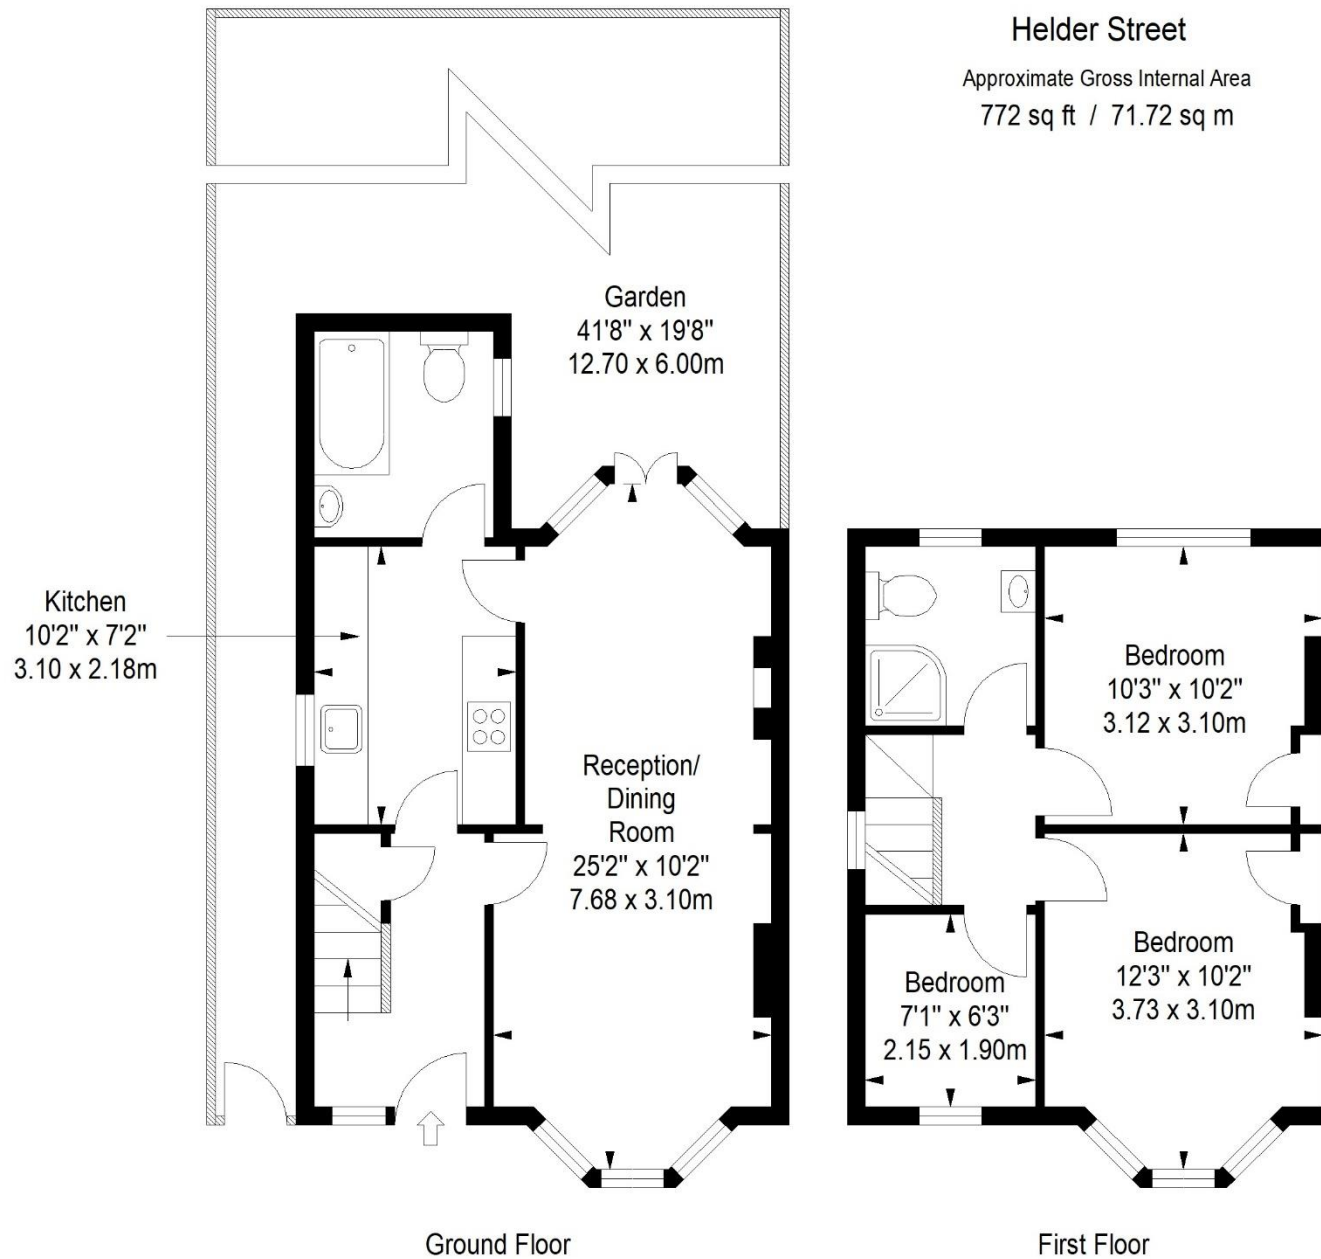 Helder Street
Approximate Gross Internal Area
772 sq ft / 71.72 sq m
Garden
41'8" x 19'8"
12.70 x 6.00m
Kitchen
10'2" x 7'2"
3.10 x 2.18m
Reception/
Dining
Room
25'2" x 10'2"
7.68 x 3.10m
Bedroom
10'3" x 10'2"
3.12 x 3.10m
Bedroom
12'3" x 10'2"
3.73 x 3.10m
Bedroom
7'1" x 6'3"
2.15 x 1.90m
Ground Floor
First Floor